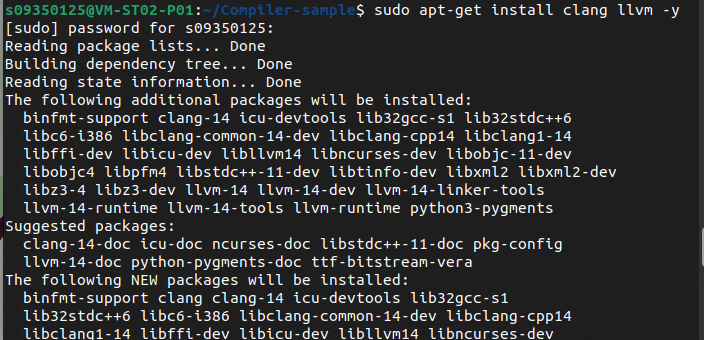 s09350125@VM-ST02-P01:~/Compiler-sample$ sudo apt-get install clang llvm -y
[sudo] password for s09350125:
Reading package lists... Done
Building dependency tree... Done
Reading state information... Done
The following additional packages will be installed:
  binfmt-support clang-14 icu-devtools lib32gcc-s1 lib32stdc++6
  libc6-i386 libclang-common-14-dev libclang-cpp14 libclang1-14
  libffi-dev libicu-dev libllvm14 libncurses-dev libobjc-11-dev
  libobjc4 libpfm4 libstdc++-11-dev libtinfo-dev libxml2 libxml2-dev
  libz3-4 libz3-dev llvm-14 llvm-14-dev llvm-14-linker-tools
  llvm-14-runtime llvm-14-tools llvm-runtime python3-pygments
Suggested packages:
  clang-14-doc icu-doc ncurses-doc libstdc++-11-doc pkg-config
  llvm-14-doc python-pygments-doc ttf-bitstream-vera
The following NEW packages will be installed:
  binfmt-support clang clang-14 icu-devtools lib32gcc-s1
  lib32stdc++6 libc6-i386 libclang-common-14-dev libclang-cpp14
  libclang1-14 libffi-dev libicu-dev libllvm14 libncurses-dev